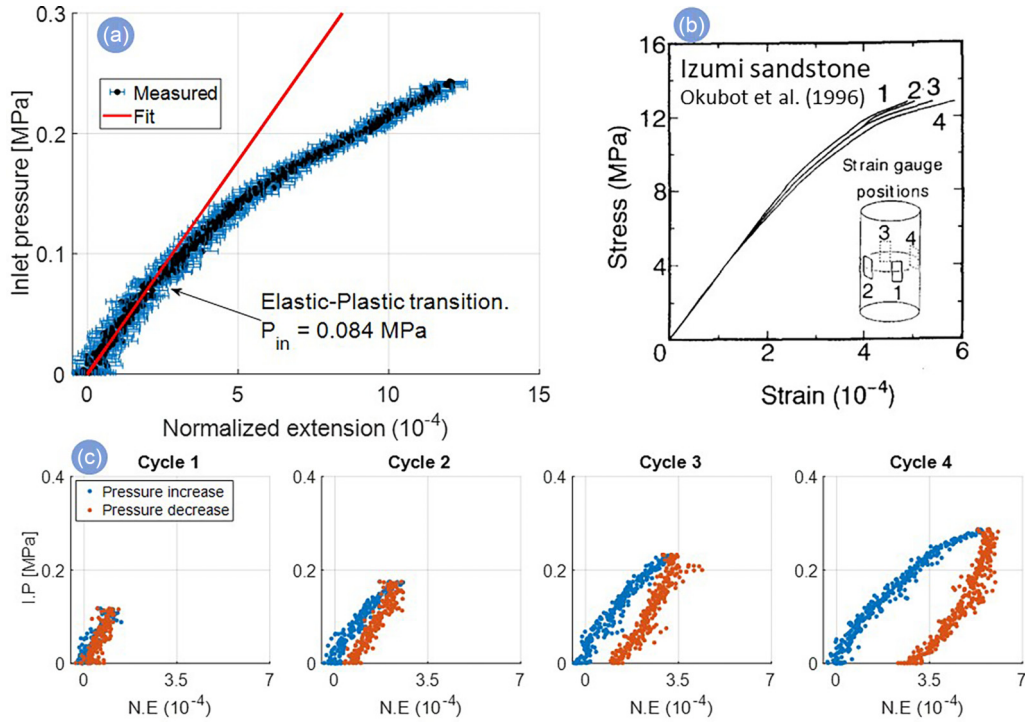 (a)
0.3
0.2
0.1
0
Inlet pressure [MPa]
Measured
Fit
Elastic-Plastic transition.
P_in = 0.084 MPa
0
5
10
15
Normalized extension (10^-4)
(b)
16
12
8
4
0
Stress (MPa)
Izumi sandstone
Okubot et al. (1996)
1
2
3
4
Strain gauge
positions
3
4
2
1
2
4
6
Strain (10^-4)
(c)
Cycle 1
Pressure increase
Pressure decrease
0.4
0.2
0
I.P [MPa]
0
3.5
7
N.E (10^-4)
Cycle 2
0.4
0.2
0
0
3.5
7
N.E (10^-4)
Cycle 3
0.4
0.2
0
0
3.5
7
N.E (10^-4)
Cycle 4
0.4
0.2
0
0
3.5
7
N.E (10^-4)